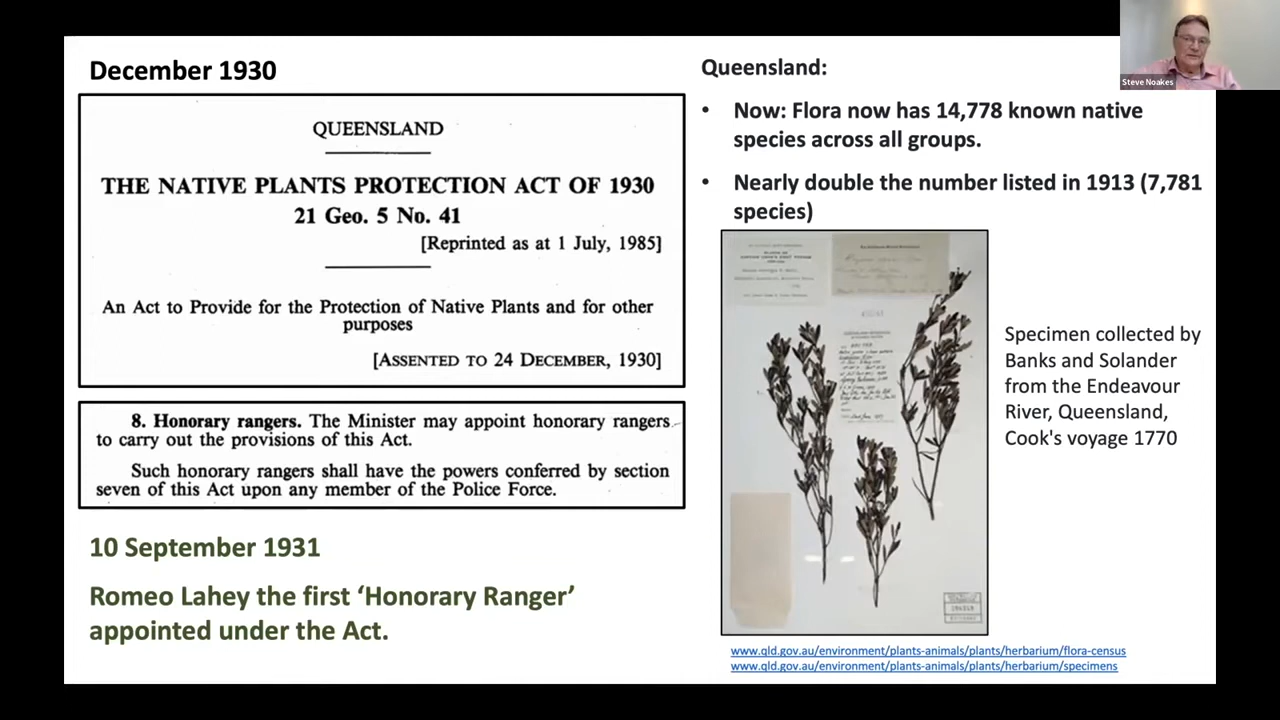 December 1930
QUEENSLAND
THE NATIVE PLANTS PROTECTION ACT OF 1930
21 Geo. 5 No. 41
[Reprinted as at 1 July, 1985]
An Act to Provide for the Protection of Native Plants and for other
purposes
[ASSENTED TO 24 DECEMBER, 1930]
8. Honorary rangers. The Minister may appoint honorary rangers
to carry out the provisions of this Act.
Such honorary rangers shall have the powers conferred by section
seven of this Act upon any member of the Police Force.
10 September 1931
Romeo Lahey the first ‘Honorary Ranger’
appointed under the Act.
Queensland:
• Now: Flora now has 14,778 known native
species across all groups.
• Nearly double the number listed in 1913 (7,781
species)
Specimen collected by
Banks and Solander
from the Endeavour
River, Queensland,
Cook's voyage 1770
www.qld.gov.au/environment/plants-animals/plants/herbarium/flora-census
www.qld.gov.au/environment/plants-animals/plants/herbarium/specimens
Steve Noakes